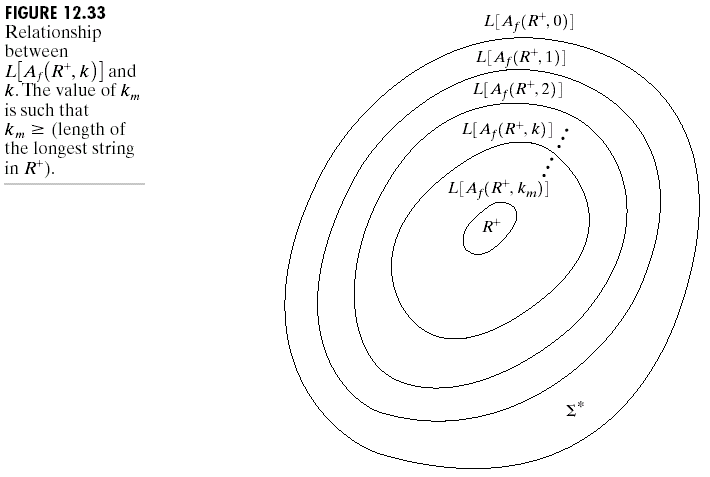 FIGURE 12.33
Relationship
between
L[A_f(R⁺, k)] and
k. The value of k_m
is such that
k_m ≥ (length of
the longest string
in R⁺).
L[A_f(R⁺, 0)]
L[A_f(R⁺, 1)]
L[A_f(R⁺, 2)]
L[A_f(R⁺, k)]
L[A_f(R⁺, k_m)]
R⁺
Σ*